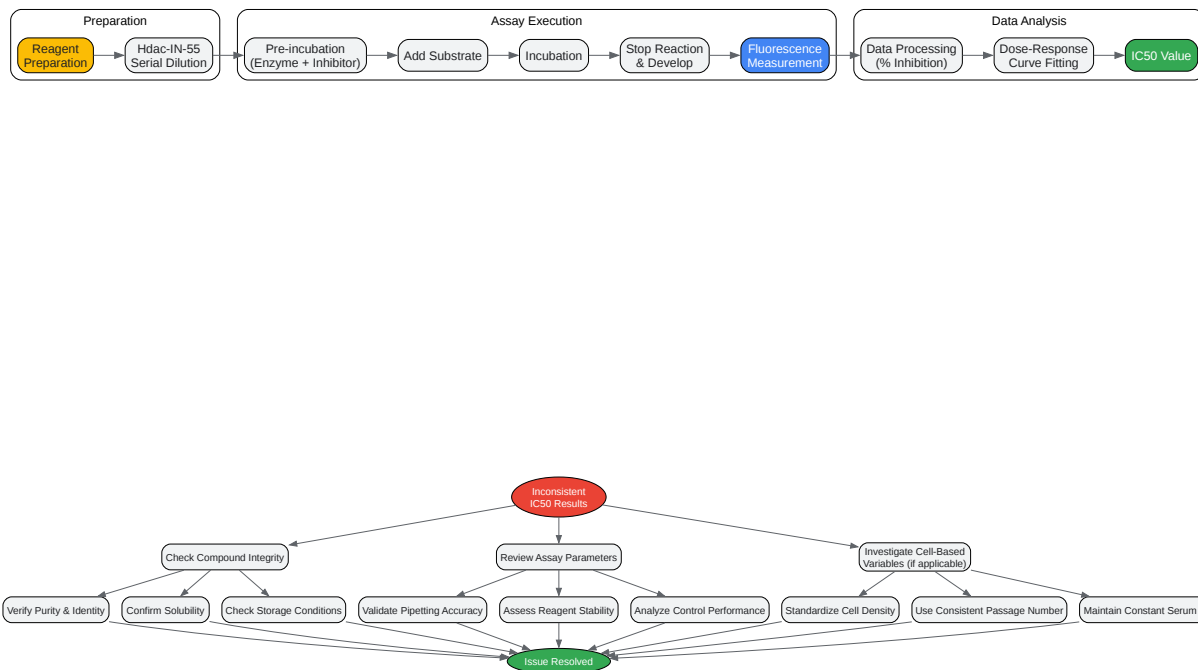 Preparation
Assay Execution
Data Analysis
Reagent
Preparation
Hdac-IN-55
Serial Dilution
Pre-incubation
(Enzyme + Inhibitor)
Add Substrate
Incubation
Stop Reaction
& Develop
Fluorescence
Measurement
Data Processing
(% Inhibition)
Dose-Response
Curve Fitting
IC50 Value
Inconsistent
IC50 Results
Check Compound Integrity
Review Assay Parameters
Investigate Cell-Based
Variables (if applicable)
Verify Purity & Identity
Confirm Solubility
Check Storage Conditions
Validate Pipetting Accuracy
Assess Reagent Stability
Analyze Control Performance
Standardize Cell Density
Use Consistent Passage Number
Maintain Constant Serum
Issue Resolved